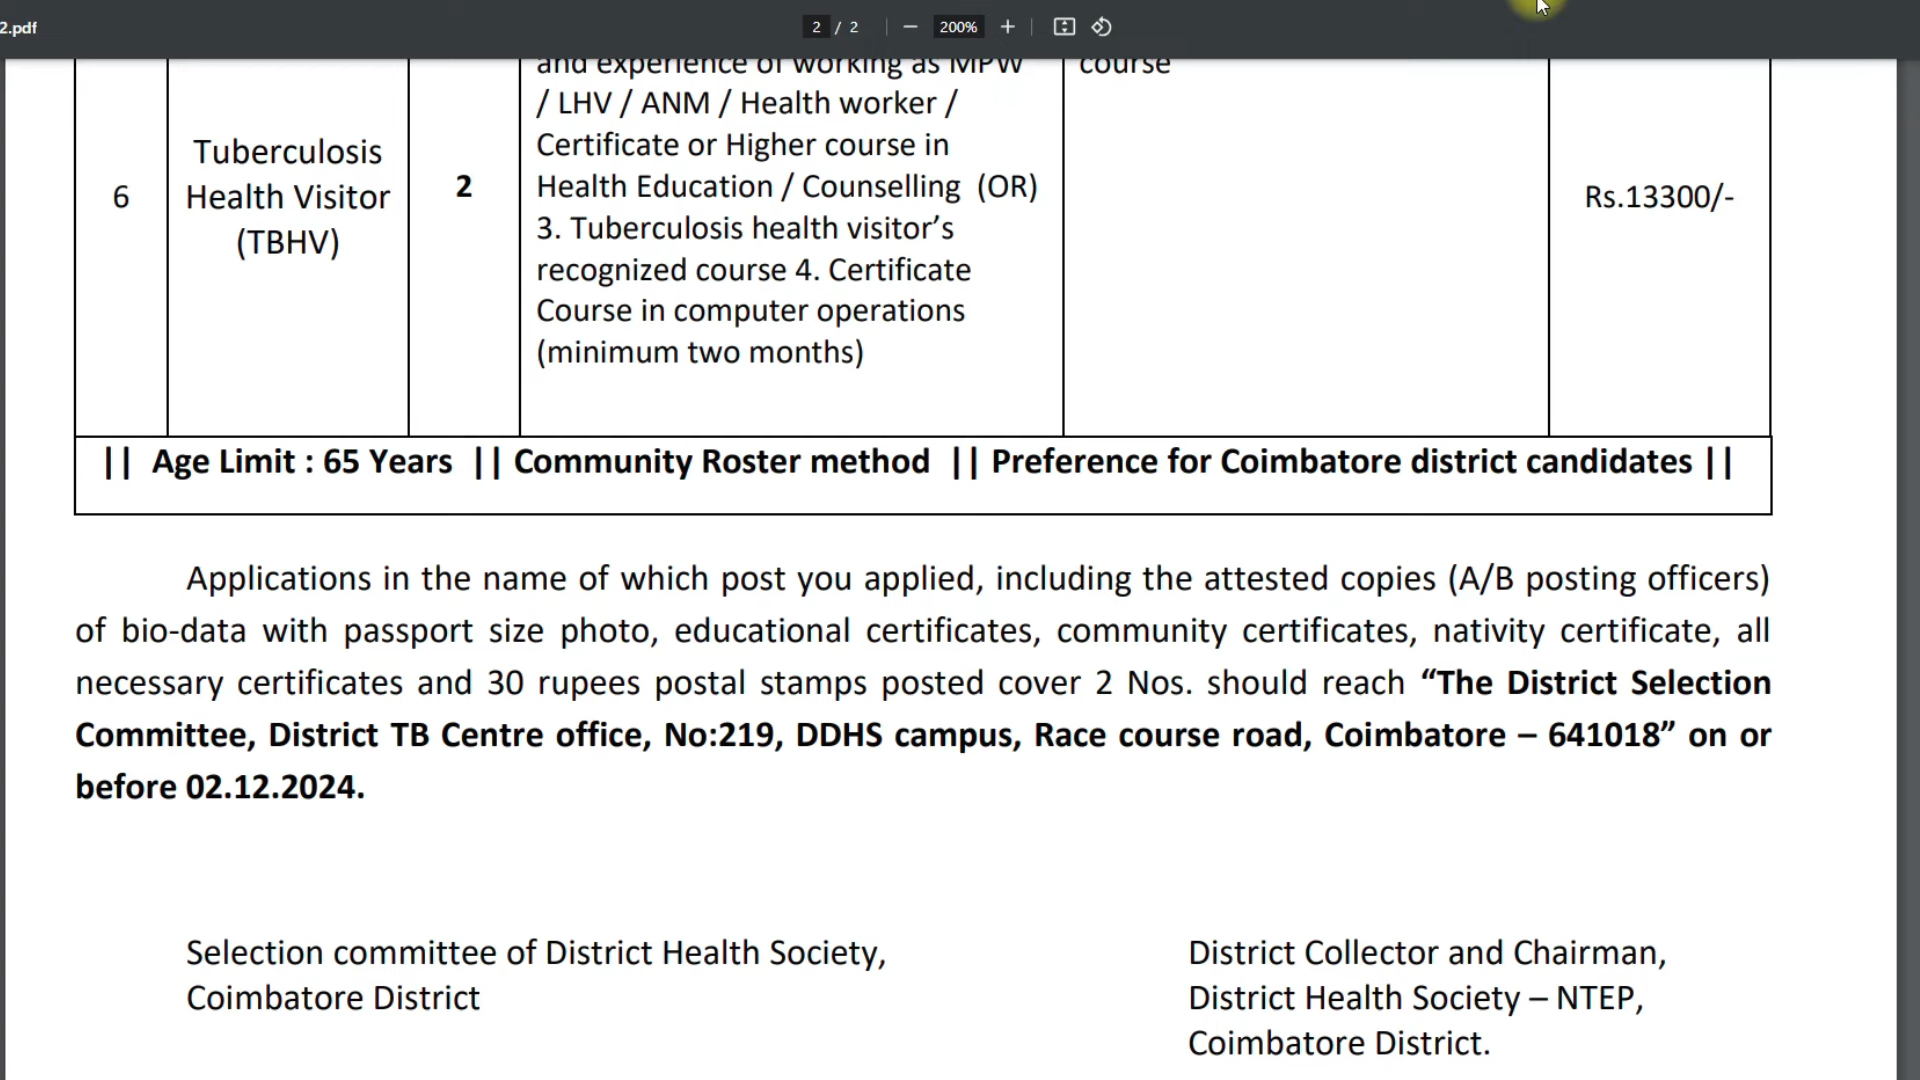 2.pdf
2 / 2
200%
and experience of working as MPW
/ LHV / ANM / Health worker /
Certificate or Higher course in
Health Education / Counselling (OR)
3. Tuberculosis health visitor’s
recognized course 4. Certificate
Course in computer operations
(minimum two months)
course
6
Tuberculosis
Health Visitor
(TBHV)
2
Rs.13300/-
|| Age Limit : 65 Years || Community Roster method || Preference for Coimbatore district candidates ||
Applications in the name of which post you applied, including the attested copies (A/B posting officers)
of bio-data with passport size photo, educational certificates, community certificates, nativity certificate, all
necessary certificates and 30 rupees postal stamps posted cover 2 Nos. should reach “The District Selection
Committee, District TB Centre office, No:219, DDHS campus, Race course road, Coimbatore – 641018” on or
before 02.12.2024.
Selection committee of District Health Society,
Coimbatore District
District Collector and Chairman,
District Health Society – NTEP,
Coimbatore District.